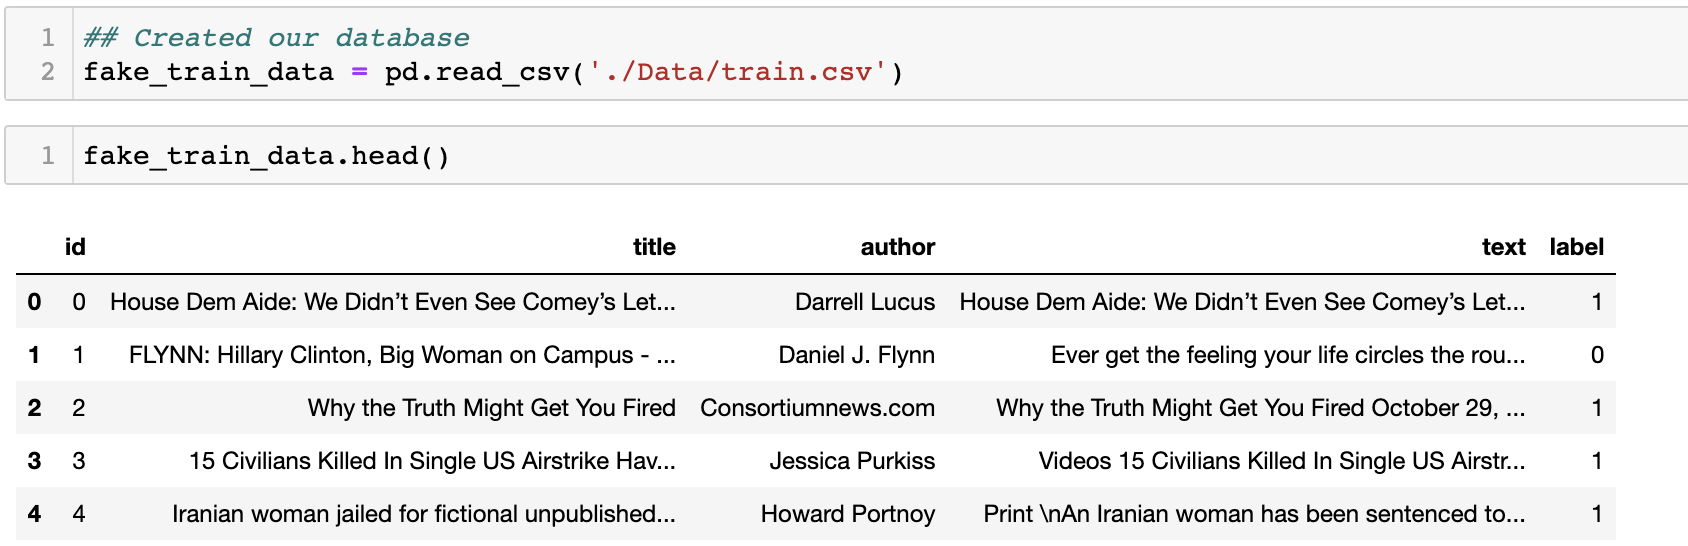 1 ## Created our database
2 fake_train_data = pd.read_csv('./Data/train.csv')
1 fake_train_data.head()
id title author text label
0 0 House Dem Aide: We Didn’t Even See Comey’s Let... Darrell Lucus House Dem Aide: We Didn’t Even See Comey’s Let... 1
1 1 FLYNN: Hillary Clinton, Big Woman on Campus - ... Daniel J. Flynn Ever get the feeling your life circles the rou... 0
2 2 Why the Truth Might Get You Fired Consortiumnews.com Why the Truth Might Get You Fired October 29, ... 1
3 3 15 Civilians Killed In Single US Airstrike Hav... Jessica Purkiss Videos 15 Civilians Killed In Single US Airstr... 1
4 4 Iranian woman jailed for fictional unpublished... Howard Portnoy Print \nAn Iranian woman has been sentenced to... 1